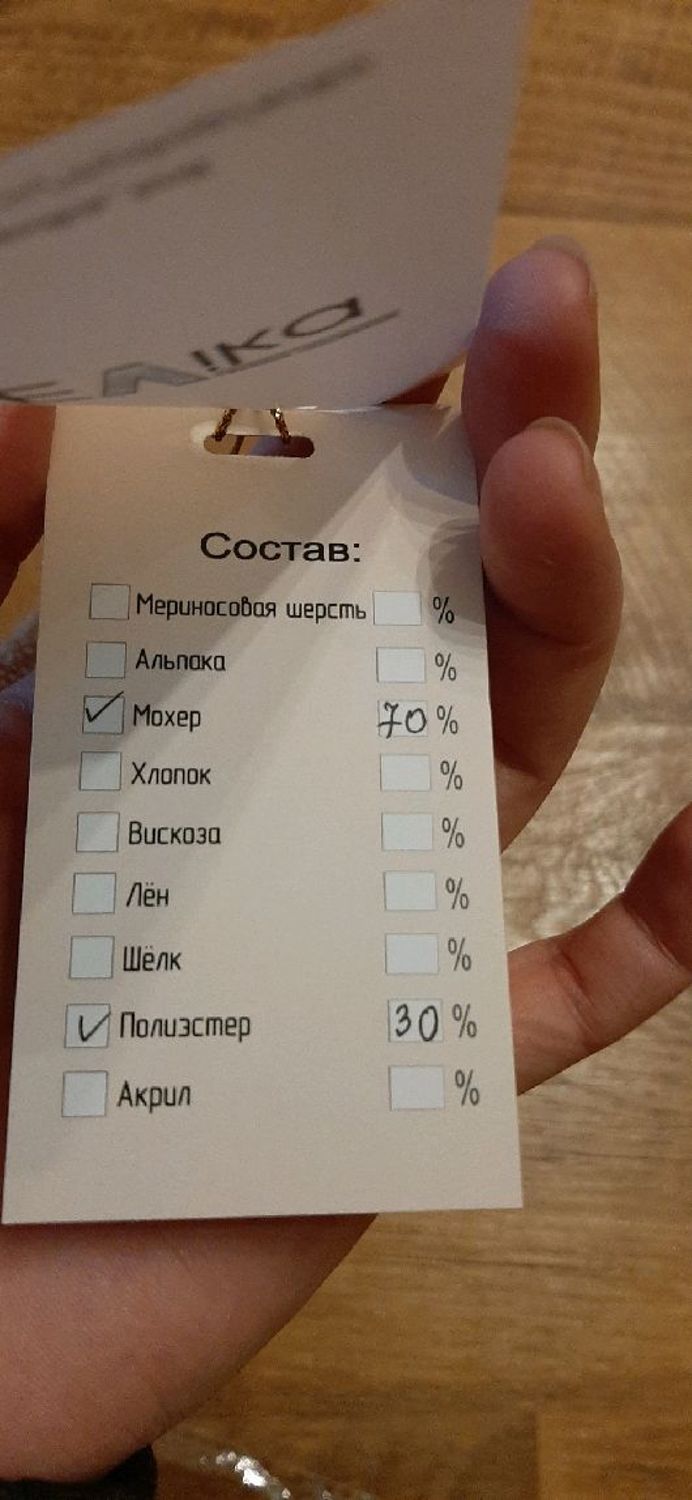 Состав:
Мериносовая шерсть %
Альпака %
✓ Мохер 70 %
Хлопок %
Вискоза %
Лён %
Шёлк %
✓ Полиэстер 30 %
Акрил %